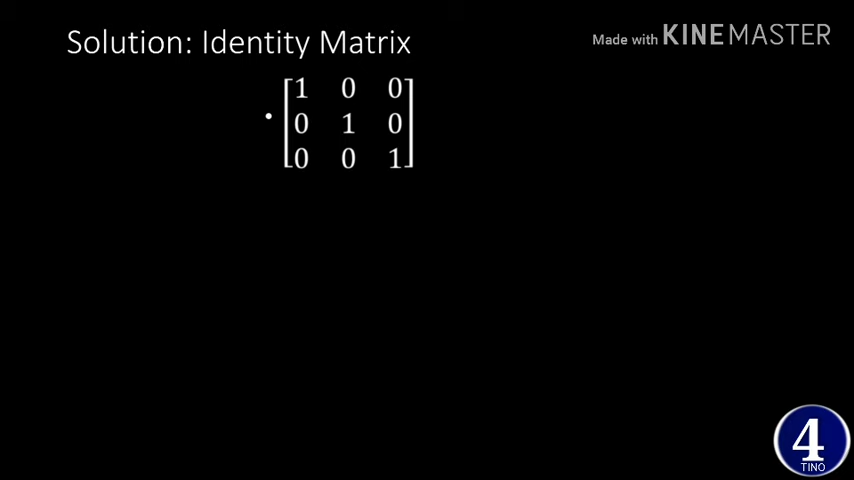 Solution: Identity Matrix
Made with KINEMASTER
• [1 0 0
0 1 0
0 0 1]
4
TINO